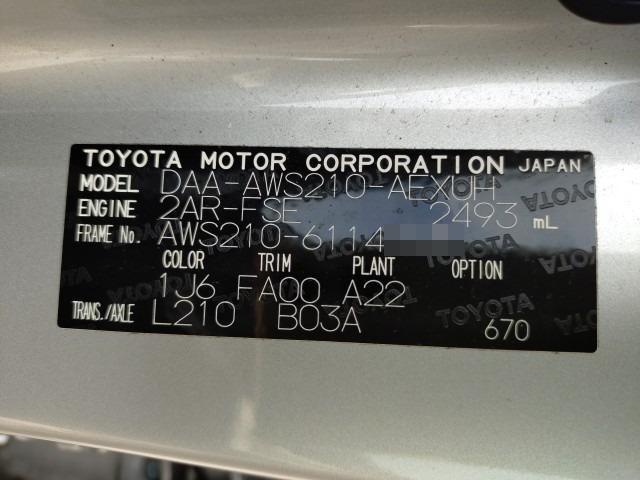 TOYOTA MOTOR CORPORATION JAPAN
MODEL DAA-AWS210-AEXUH
ENGINE 2AR-FSE 2493 mL
FRAME No. AWS210-6114
COLOR TRIM PLANT OPTION
1J6 FA00 A22
TRANS./AXLE L210 B03A
670